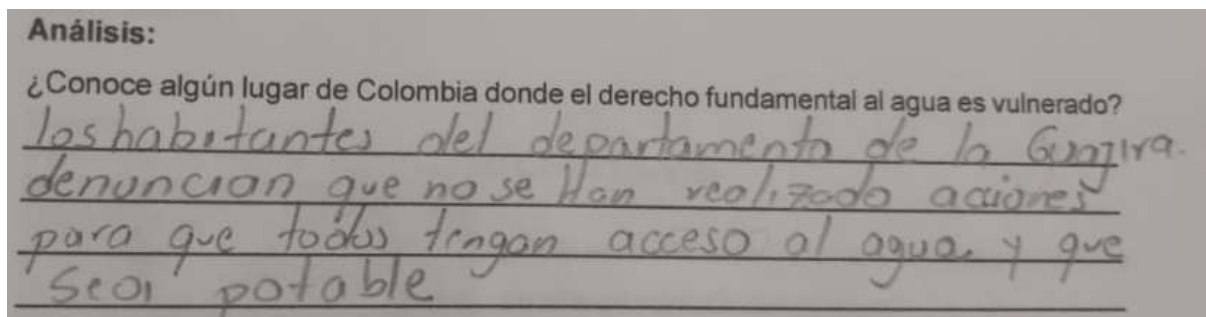 Análisis:
¿Conoce algún lugar de Colombia donde el derecho fundamental al agua es vulnerado?
los habitantes del departamento de la Guajira.
denuncian que no se Han realizado acciones
para que todos tengan acceso al agua y que
sea potable